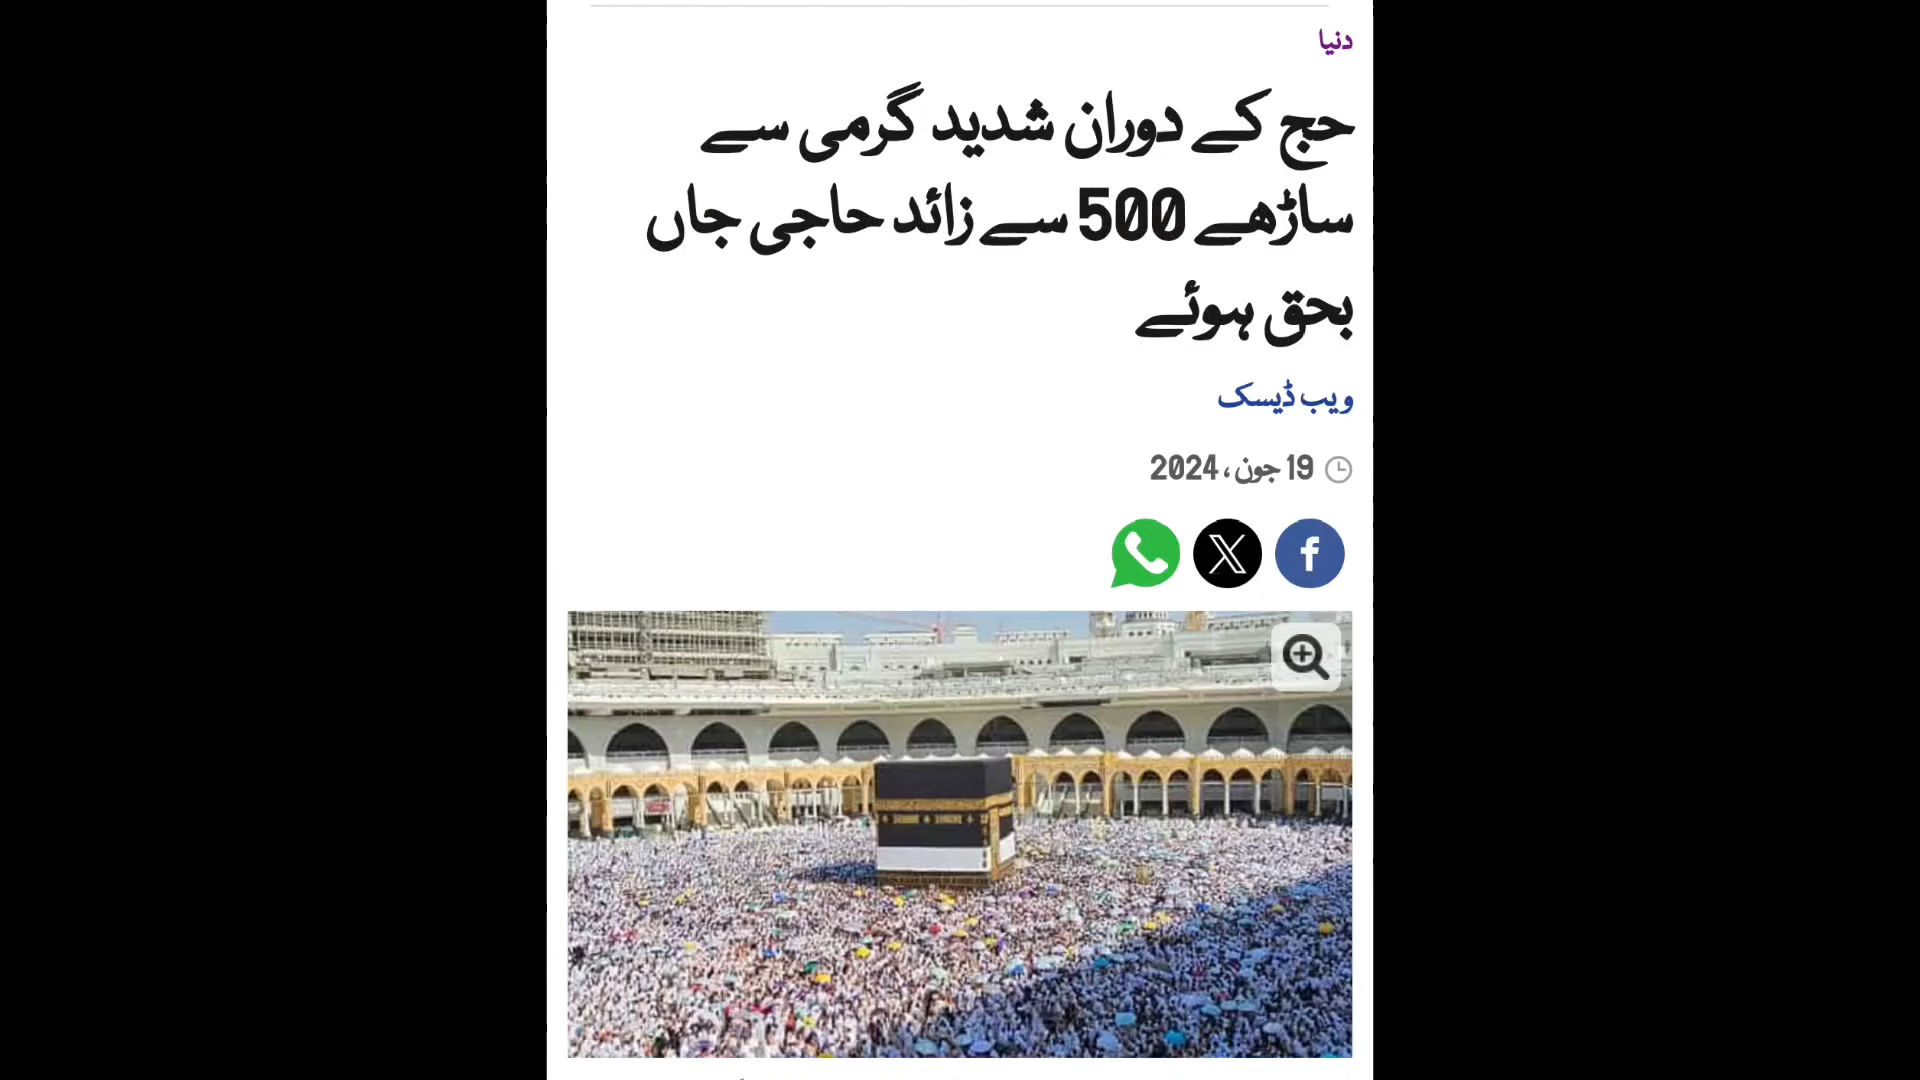 دنیا
حج کے دوران شدید گرمی سے
ساڑھے 500 سے زائد حاجی جاں
بحق ہوئے
ویب ڈیسک
19 جون ، 2024